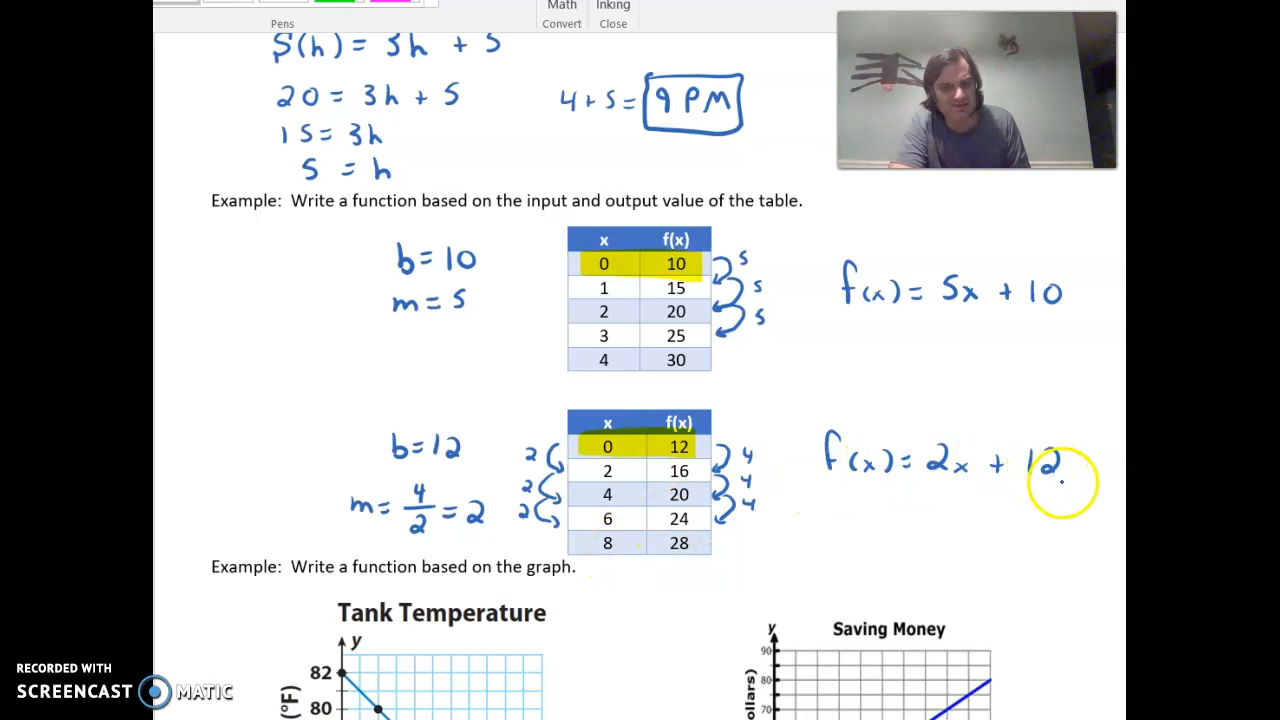 Math Inking
Pens Convert Close
S(h) = 3h + 5
20 = 3h + 5
4 + 5 = 9 PM
15 = 3h
5 = h
Example: Write a function based on the input and output value of the table.
b = 10
m = 5
x f(x)
0 10
1 15
2 20
3 25
4 30
5
5
5
f(x) = 5x + 10
b = 12
m = 4/2 = 2
2
2
2
x f(x)
0 12
2 16
4 20
6 24
8 28
4
4
4
f(x) = 2x + 12
Example: Write a function based on the graph.
Tank Temperature
y
82
80
(°F)
Saving Money
y
90
80
70
ollars)
RECORDED WITH
SCREENCAST MATIC